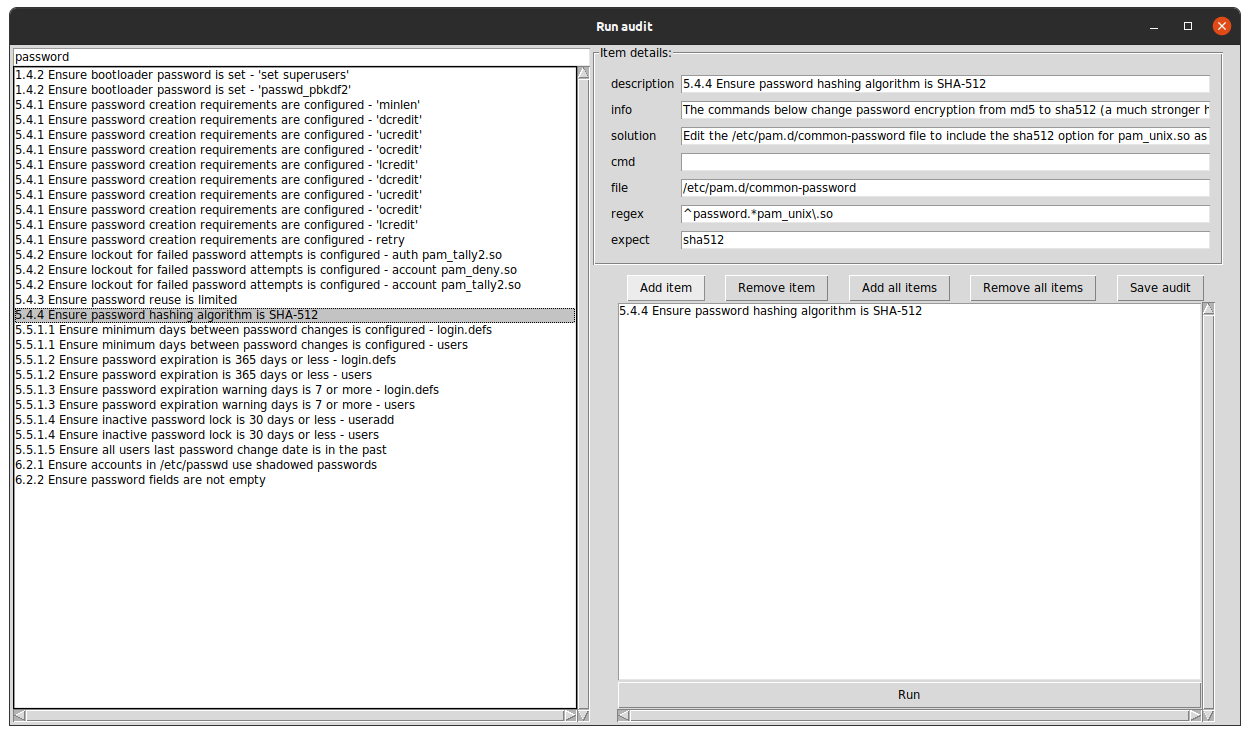 Run audit
password
1.4.2 Ensure bootloader password is set - 'set superusers'
1.4.2 Ensure bootloader password is set - 'passwd_pbkdf2'
5.4.1 Ensure password creation requirements are configured - 'minlen'
5.4.1 Ensure password creation requirements are configured - 'dcredit'
5.4.1 Ensure password creation requirements are configured - 'ucredit'
5.4.1 Ensure password creation requirements are configured - 'ocredit'
5.4.1 Ensure password creation requirements are configured - 'lcredit'
5.4.1 Ensure password creation requirements are configured - 'dcredit'
5.4.1 Ensure password creation requirements are configured - 'ucredit'
5.4.1 Ensure password creation requirements are configured - 'ocredit'
5.4.1 Ensure password creation requirements are configured - 'lcredit'
5.4.1 Ensure password creation requirements are configured - retry
5.4.2 Ensure lockout for failed password attempts is configured - auth pam_tally2.so
5.4.2 Ensure lockout for failed password attempts is configured - account pam_deny.so
5.4.2 Ensure lockout for failed password attempts is configured - account pam_tally2.so
5.4.3 Ensure password reuse is limited
5.4.4 Ensure password hashing algorithm is SHA-512
5.5.1.1 Ensure minimum days between password changes is configured - login.defs
5.5.1.1 Ensure minimum days between password changes is configured - users
5.5.1.2 Ensure password expiration is 365 days or less - login.defs
5.5.1.2 Ensure password expiration is 365 days or less - users
5.5.1.3 Ensure password expiration warning days is 7 or more - login.defs
5.5.1.3 Ensure password expiration warning days is 7 or more - users
5.5.1.4 Ensure inactive password lock is 30 days or less - useradd
5.5.1.4 Ensure inactive password lock is 30 days or less - users
5.5.1.5 Ensure all users last password change date is in the past
6.2.1 Ensure accounts in /etc/passwd use shadowed passwords
6.2.2 Ensure password fields are not empty
Item details:
description 5.4.4 Ensure password hashing algorithm is SHA-512
info The commands below change password encryption from md5 to sha512 (a much stronger h
solution Edit the /etc/pam.d/common-password file to include the sha512 option for pam_unix.so as
cmd
file /etc/pam.d/common-password
regex ^password.*pam_unix\.so
expect sha512
Add item Remove item Add all items Remove all items Save audit
5.4.4 Ensure password hashing algorithm is SHA-512
Run